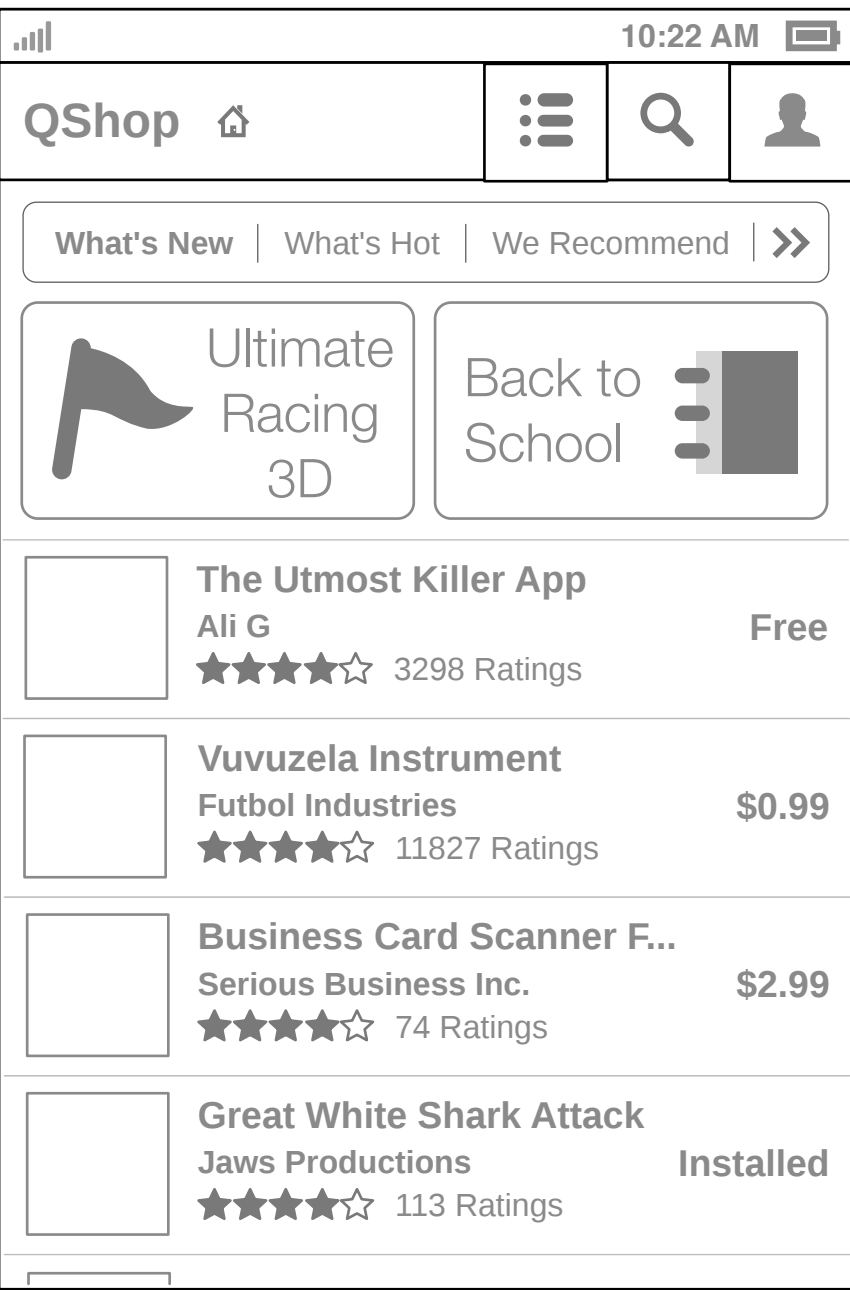 10:22 AM
QShop
What's New What's Hot We Recommend
Ultimate
Racing
3D
Back to
School
The Utmost Killer App
Ali G
Free
3298 Ratings
Vuvuzela Instrument
Futbol Industries
$0.99
11827 Ratings
Business Card Scanner F...
Serious Business Inc.
$2.99
74 Ratings
Great White Shark Attack
Jaws Productions
Installed
113 Ratings